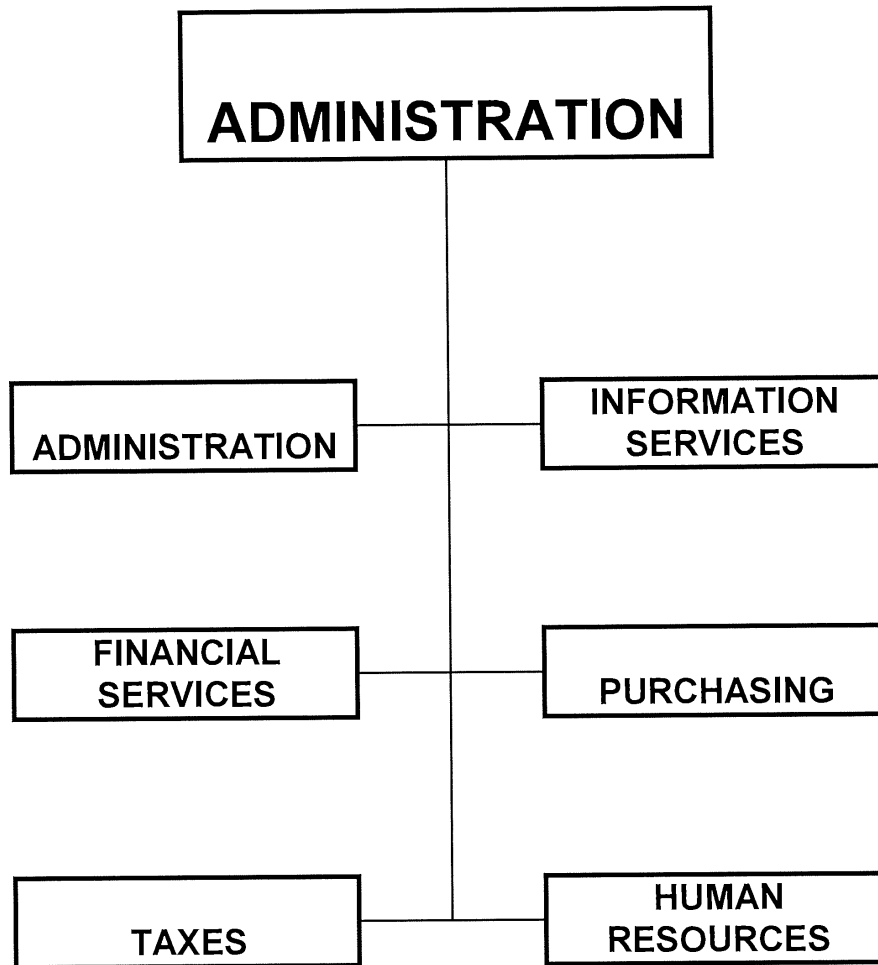 ADMINISTRATION
ADMINISTRATION
INFORMATION
SERVICES
FINANCIAL
SERVICES
PURCHASING
TAXES
HUMAN
RESOURCES